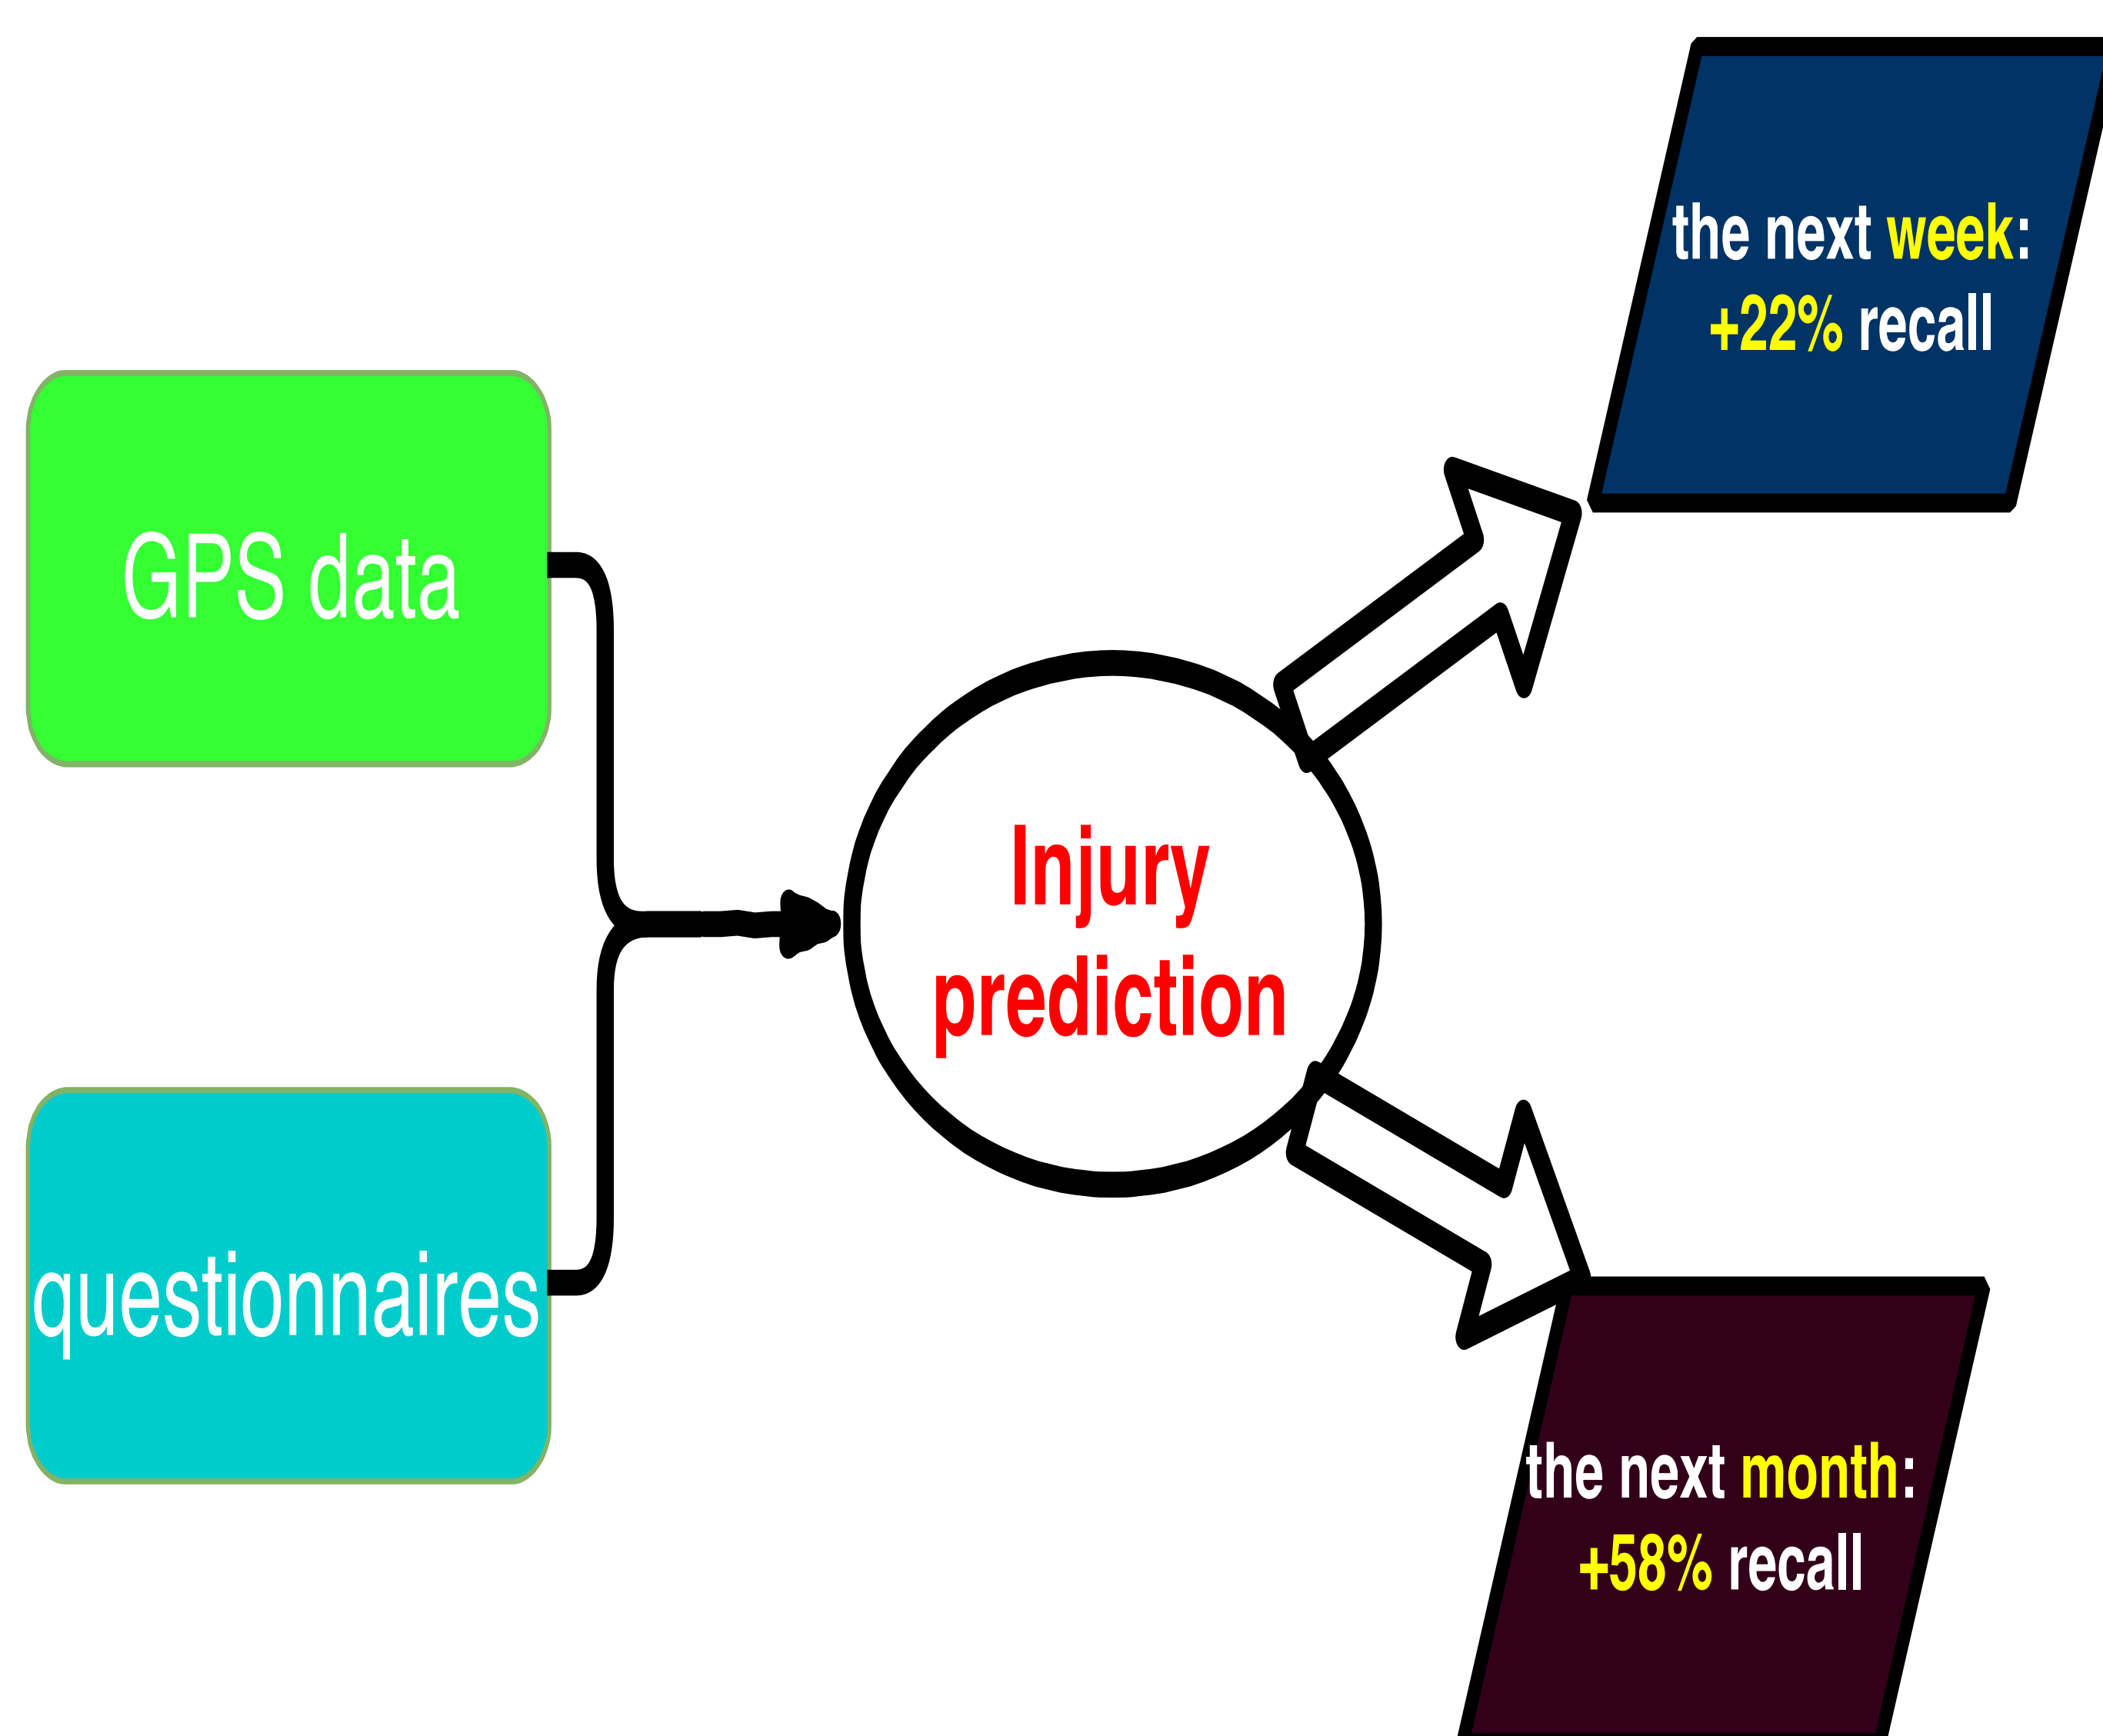 GPS data
questionnaires
Injury
prediction
the next week:
+22% recall
the next month:
+58% recall